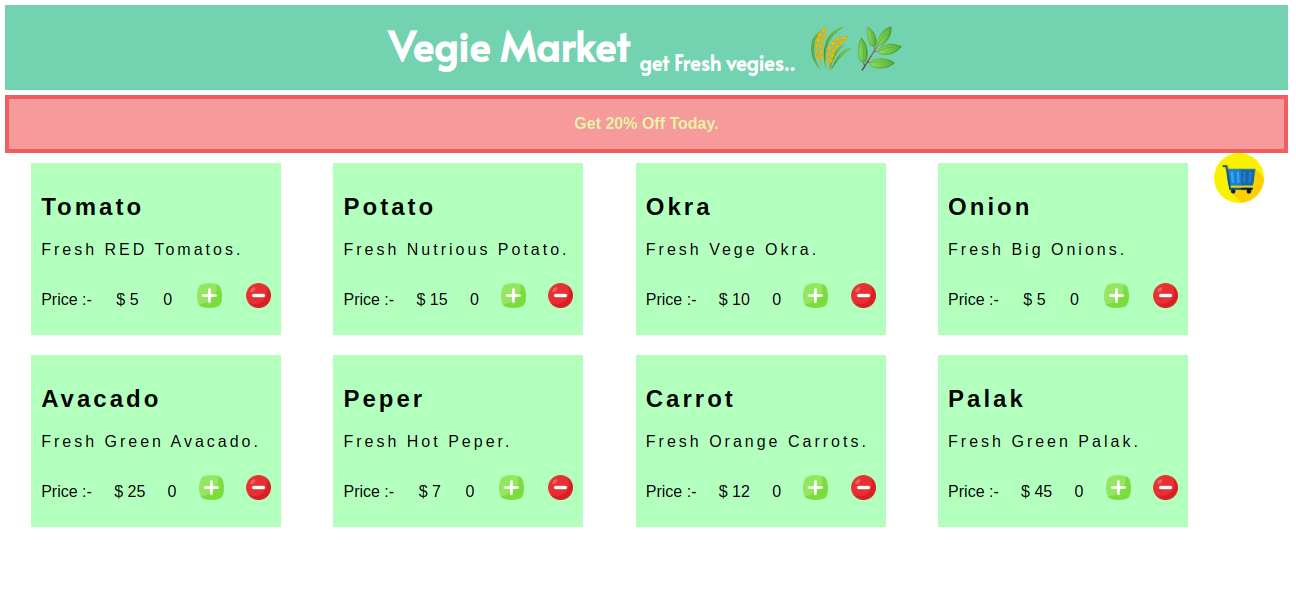 Vegie Market get Fresh vegies..
Get 20% Off Today.
Tomato
Fresh RED Tomatos.
Price :- $ 5 0
Potato
Fresh Nutrious Potato.
Price :- $ 15 0
Okra
Fresh Vege Okra.
Price :- $ 10 0
Onion
Fresh Big Onions.
Price :- $ 5 0
Avacado
Fresh Green Avacado.
Price :- $ 25 0
Peper
Fresh Hot Peper.
Price :- $ 7 0
Carrot
Fresh Orange Carrots.
Price :- $ 12 0
Palak
Fresh Green Palak.
Price :- $ 45 0